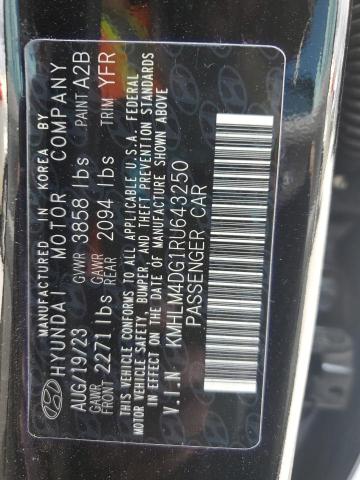 MANUFACTURED IN KOREA BY
HYUNDAI MOTOR COMPANY
AUG/19/23 GVWR 3858 lbs PAINT A2B
GAWR FRONT 2271 lbs GAWR REAR 2094 lbs TRIM YFR
THIS VEHICLE CONFORMS TO ALL APPLICABLE U.S.A. FEDERAL
MOTOR VEHICLE SAFETY, BUMPER, AND THEFT PREVENTION STANDARDS
IN EFFECT ON THE DATE OF MANUFACTURE SHOWN ABOVE
V.I.N KMHLM4DG1RU643250
PASSENGER CAR